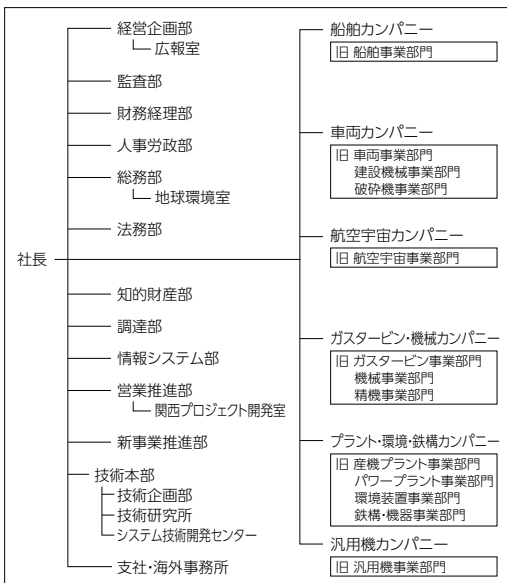 社長
経営企画部
広報室
監査部
財務経理部
人事労政部
総務部
地球環境室
法務部
知的財産部
調達部
情報システム部
営業推進部
関西プロジェクト開発室
新事業推進部
技術本部
技術企画部
技術研究所
システム技術開発センター
支社・海外事務所
船舶カンパニー
旧 船舶事業部門
車両カンパニー
旧 車両事業部門
建設機械事業部門
破砕機事業部門
航空宇宙カンパニー
旧 航空宇宙事業部門
ガスタービン・機械カンパニー
旧 ガスタービン事業部門
機械事業部門
精機事業部門
プラント・環境・鉄構カンパニー
旧 産機プラント事業部門
パワープラント事業部門
環境装置事業部門
鉄構・機器事業部門
汎用機カンパニー
旧 汎用機事業部門